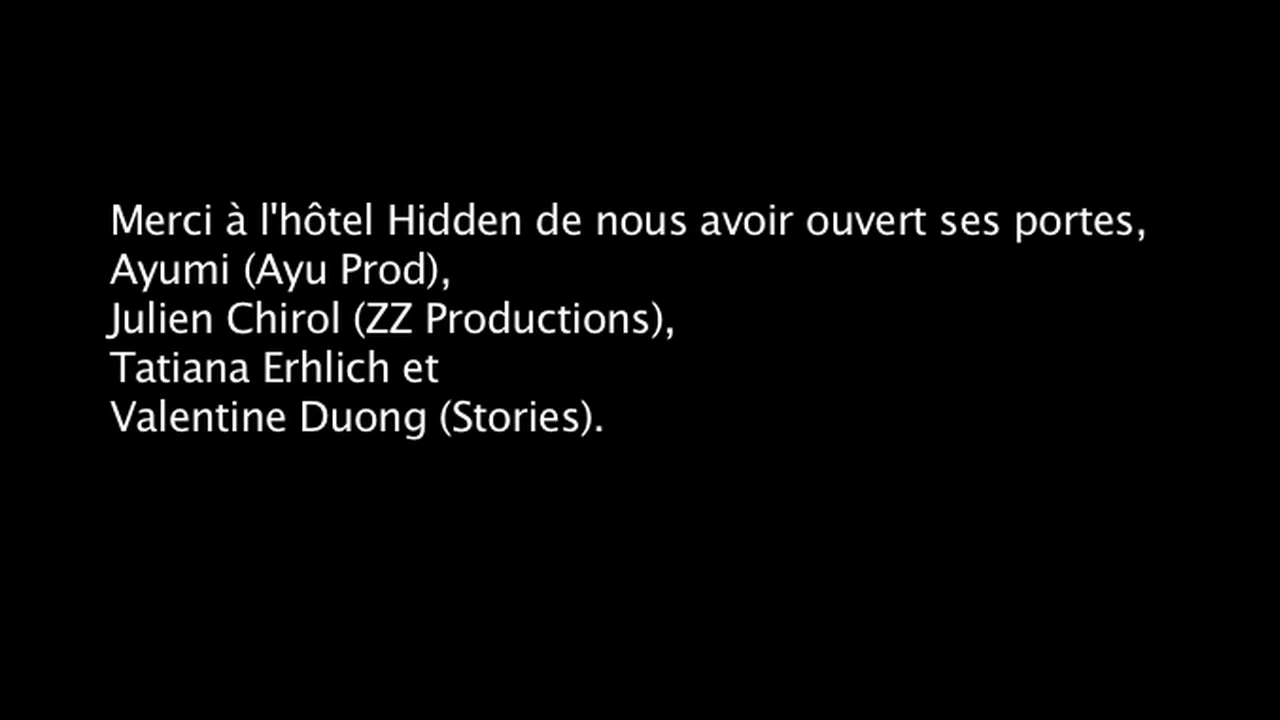 Merci à l'hôtel Hidden de nous avoir ouvert ses portes,
Ayumi (Ayu Prod),
Julien Chirol (ZZ Productions),
Tatiana Erhlich et
Valentine Duong (Stories).